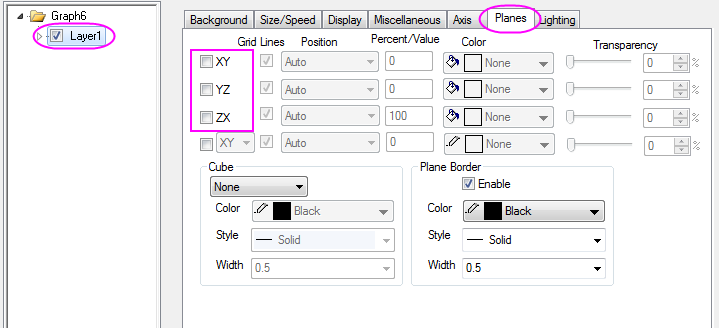 Graph6
Layer1
Background Size/Speed Display Miscellaneous Axis Planes Lighting
Grid Lines Position Percent/Value Color Transparency
XY Auto 0 None 0 %
YZ Auto 0 None 0 %
ZX Auto 100 None 0 %
XY Auto 0 None 0 %
Cube Plane Border
None Enable
Color Black Color Black
Style Solid Style Solid
Width 0.5 Width 0.5